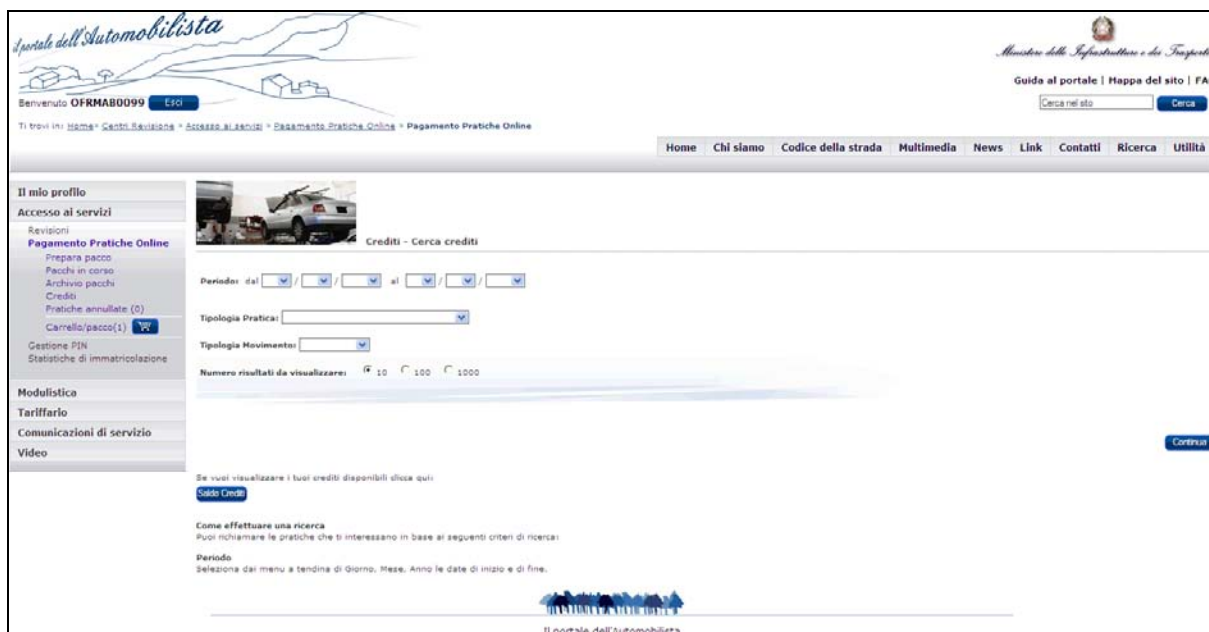 il portale dell'Automobilista
Ministero delle Infrastrutture e dei Trasporti
Guida al portale | Mappa del sito | FA
Benvenuto OFRMAB0099 Esci
Cerca nel sito Cerca
Ti trovi in: Home» Centri Revisione » Accesso ai servizi » Pagamento Pratiche Online » Pagamento Pratiche Online
Home Chi siamo Codice della strada Multimedia News Link Contatti Ricerca Utilità
Il mio profilo
Accesso ai servizi
Revisioni
Pagamento Pratiche Online
Prepara pacco
Pacchi in corso
Archivio pacchi
Crediti
Pratiche annullate (0)
Carrello/pacco(1)
Gestione PIN
Statistiche di immatricolazione
Modulistica
Tariffario
Comunicazioni di servizio
Video
Crediti - Cerca crediti
Periodo: dal / / al / /
Tipologia Pratica:
Tipologia Movimento:
Numero risultati da visualizzare: 10 100 1000
Continua
Se vuoi visualizzare i tuoi crediti disponibili clicca qui:
Saldo Crediti
Come effettuare una ricerca
Puoi richiamare le pratiche che ti interessano in base ai seguenti criteri di ricerca:
Periodo
Seleziona dai menu a tendina di Giorno, Mese, Anno le date di inizio e di fine.
Il portale dell'Automobilista